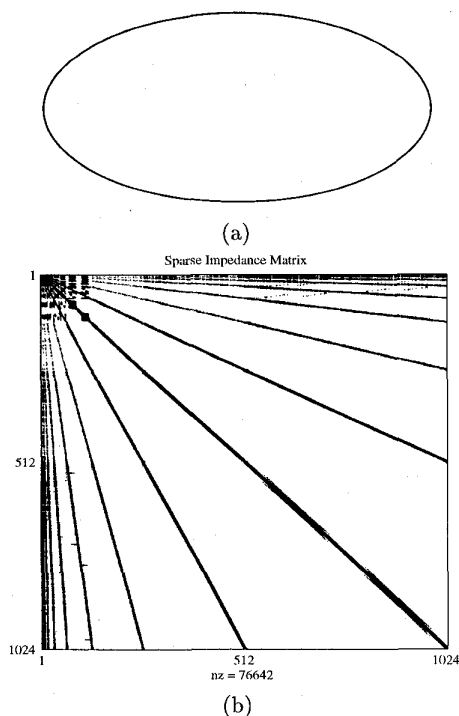 (a)
Sparse Impedance Matrix
1
512
1024
1
512
1024
nz = 76642
(b)